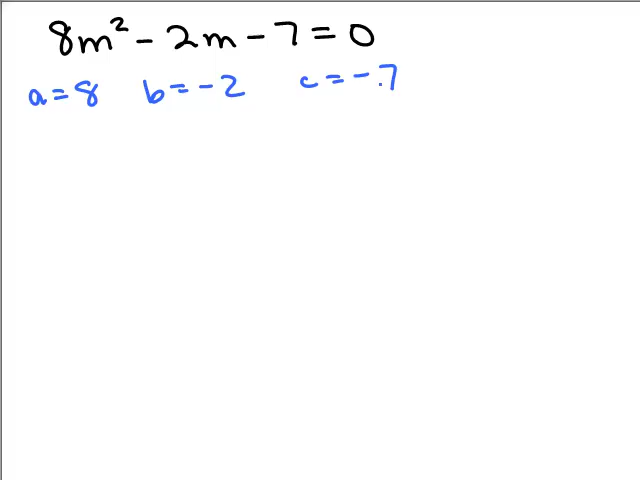 8m² - 2m - 7 = 0
a = 8 b = -2 c = -7